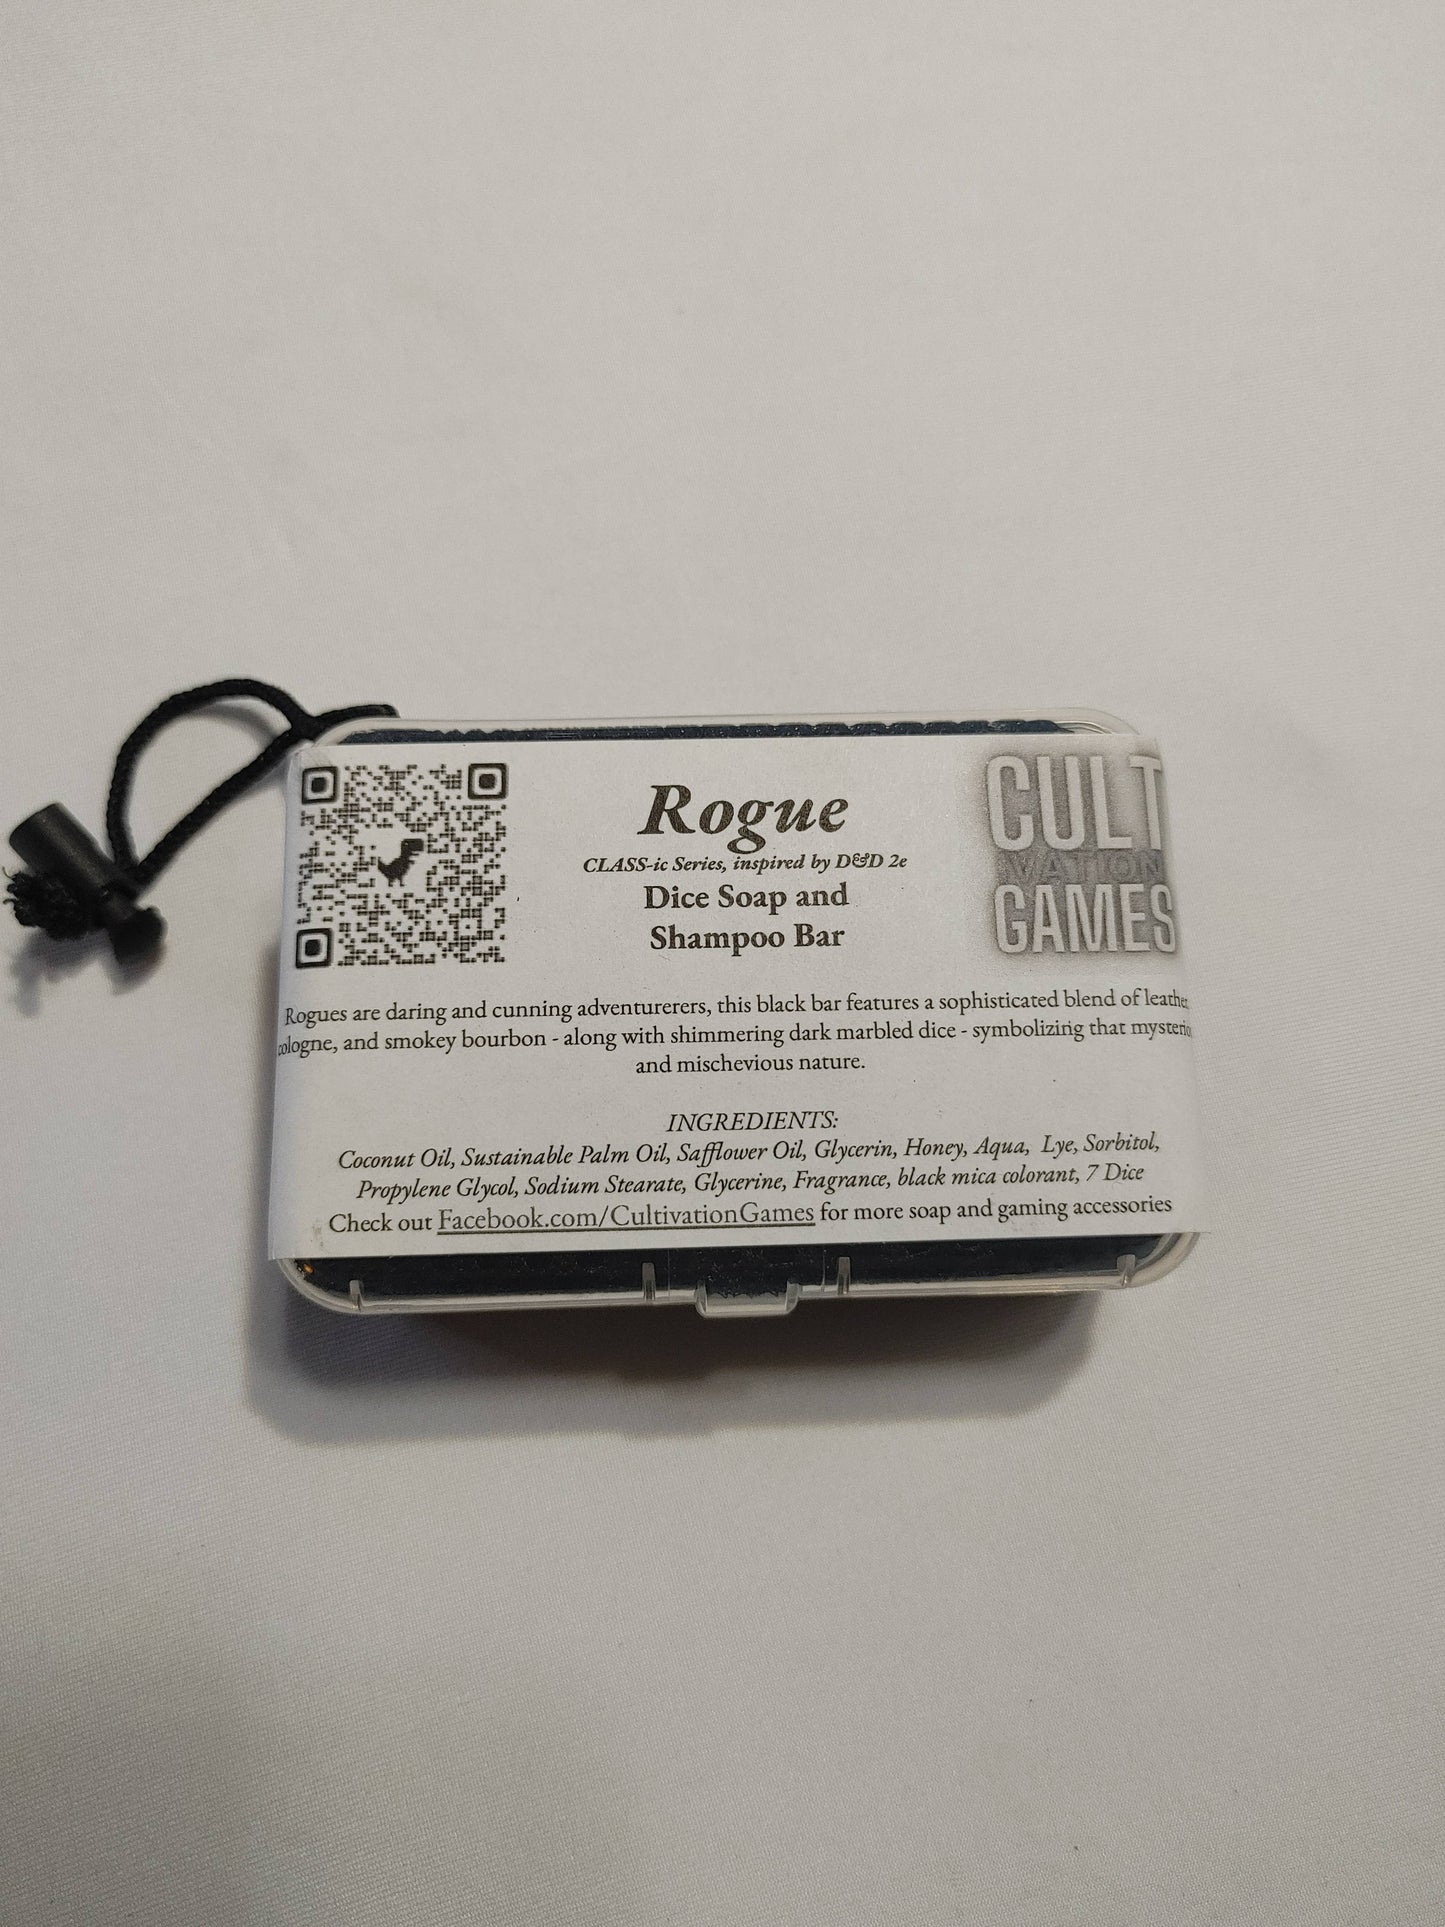 Rogue
CLASS-ic Series, inspired by D&D 2e
Dice Soap and
Shampoo Bar
CULT
VATION
GAMES
Rogues are daring and cunning adventurerers, this black bar features a sophisticated blend of leather
cologne, and smokey bourbon - along with shimmering dark marbled dice - symbolizing that mysterio
and mischevious nature.
INGREDIENTS:
Coconut Oil, Sustainable Palm Oil, Safflower Oil, Glycerin, Honey, Aqua, Lye, Sorbitol,
Propylene Glycol, Sodium Stearate, Glycerine, Fragrance, black mica colorant, 7 Dice
Check out Facebook.com/CultivationGames for more soap and gaming accessories